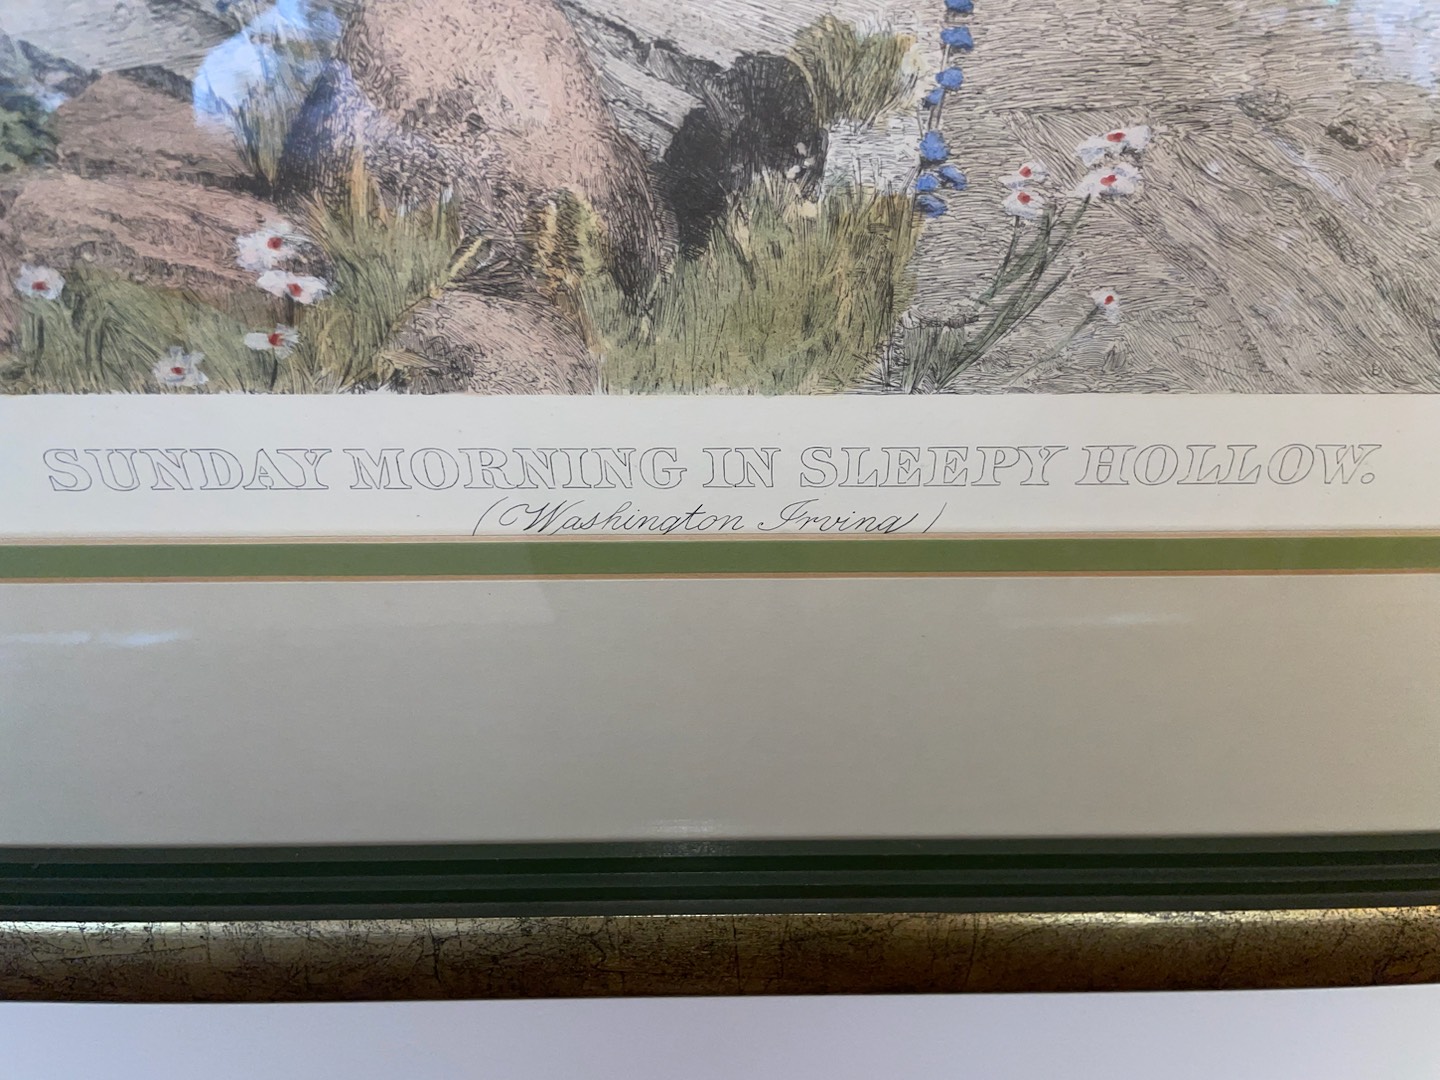 SUNDAY MORNING IN SLEEPY HOLLOW.
(Washington Irving)